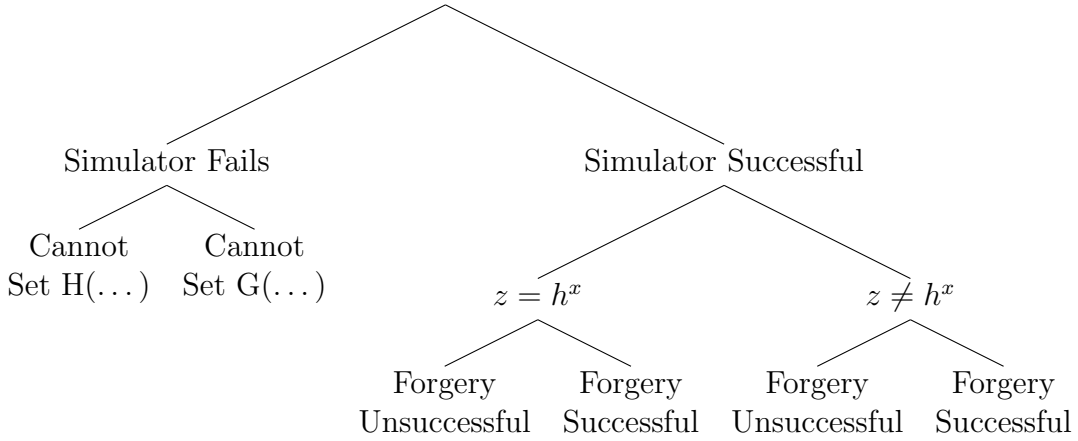 Simulator Fails
Simulator Successful
Cannot
Set H(...)
Cannot
Set G(...)
z = h^x
z ≠ h^x
Forgery
Unsuccessful
Forgery
Successful
Forgery
Unsuccessful
Forgery
Successful